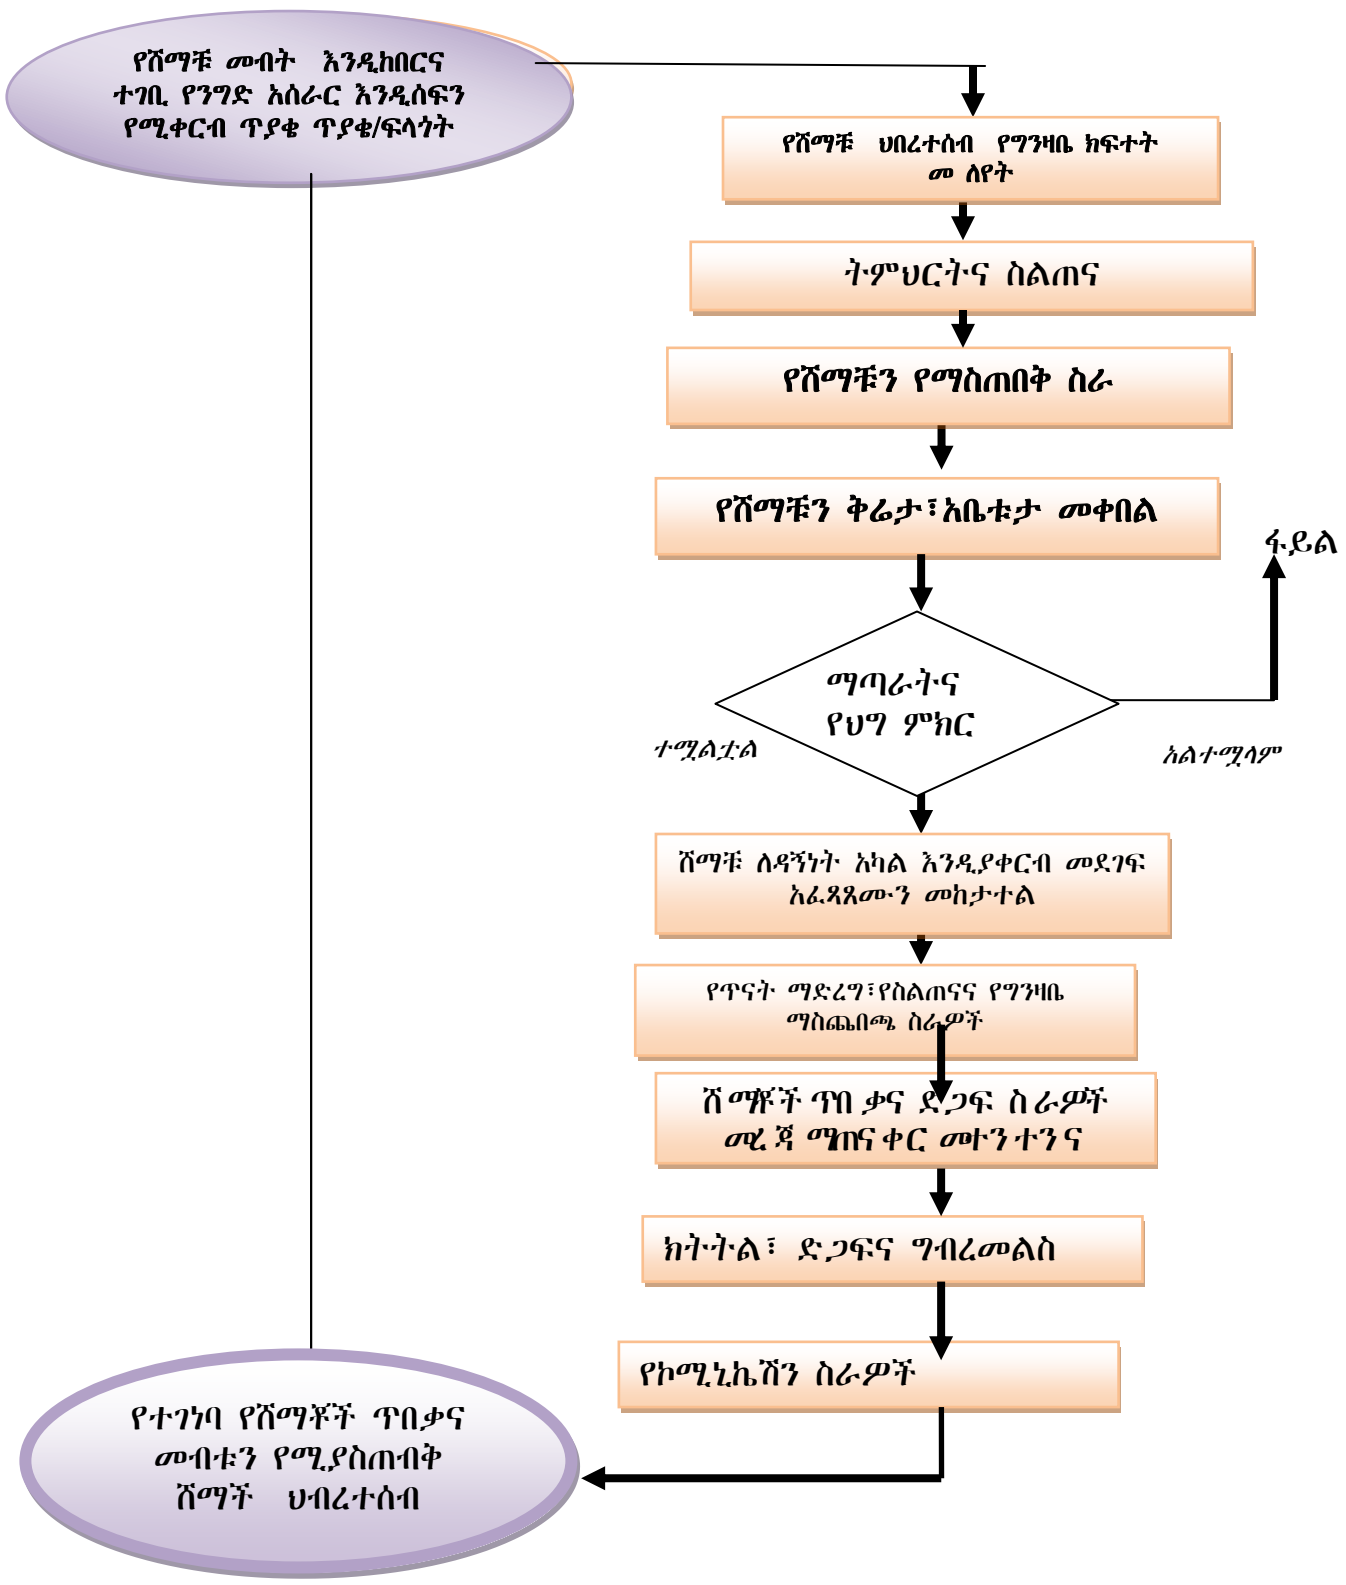 የሸማቹ መብት እንዲከበርና
ተገቢ የንግድ አሰራር እንዲሰፍን
የሚቀርብ ጥያቄ ጥያቄ/ፍላጎት
የሸማቹ ህበረተሰብ የግንዛቤ ክፍተት
መ ለየት
ትምህርትና ስልጠና
የሸማቹን የማስጠበቅ ስራ
የሸማቹን ቅሬታ፣አቤቱታ መቀበል
ፋይል
ማጣራትና
የህግ ምክር
ተሟልቷል
አልተሟላም
ሸማቹ ለዳኝነት አካል እንዲያቀርብ መደገፍ
አፈጻጸሙን መከታተል
የጥናት ማድረግ፣የስልጠናና የግንዛቤ
ማስጨበጫ ስራዎች
ሸማቾች ጥበቃና ድጋፍ ስራዎች
መረጃ ማጠናቀር መተንተንና
ክትትል፣ ድጋፍና ግብረመልስ
የኮሚኒኬሽን ስራዎች
የተገነባ የሸማቾች ጥበቃና
መብቱን የሚያስጠብቅ
ሸማች ህብረተሰብ